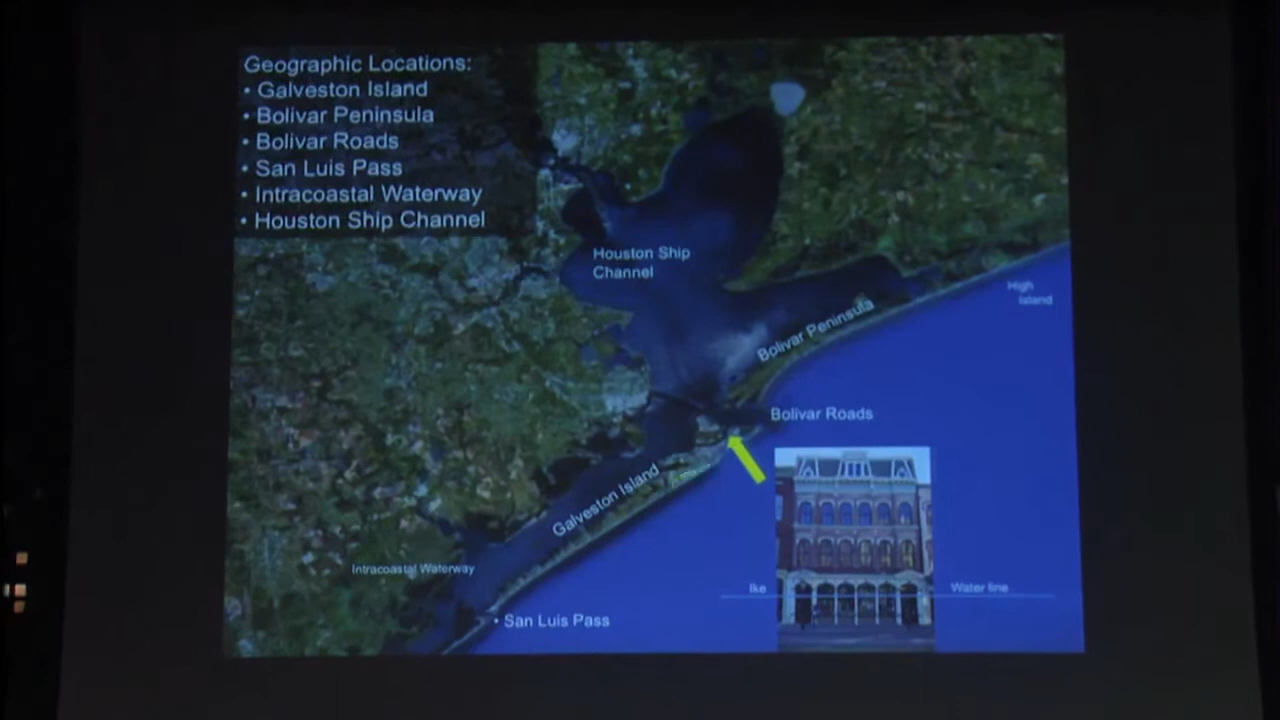 Geographic Locations:
• Galveston Island
• Bolivar Peninsula
• Bolivar Roads
• San Luis Pass
• Intracoastal Waterway
• Houston Ship Channel
Houston Ship
Channel
High
Island
Bolivar Peninsula
Bolivar Roads
Galveston Island
Intracoastal Waterway
Ike
Water line
• San Luis Pass